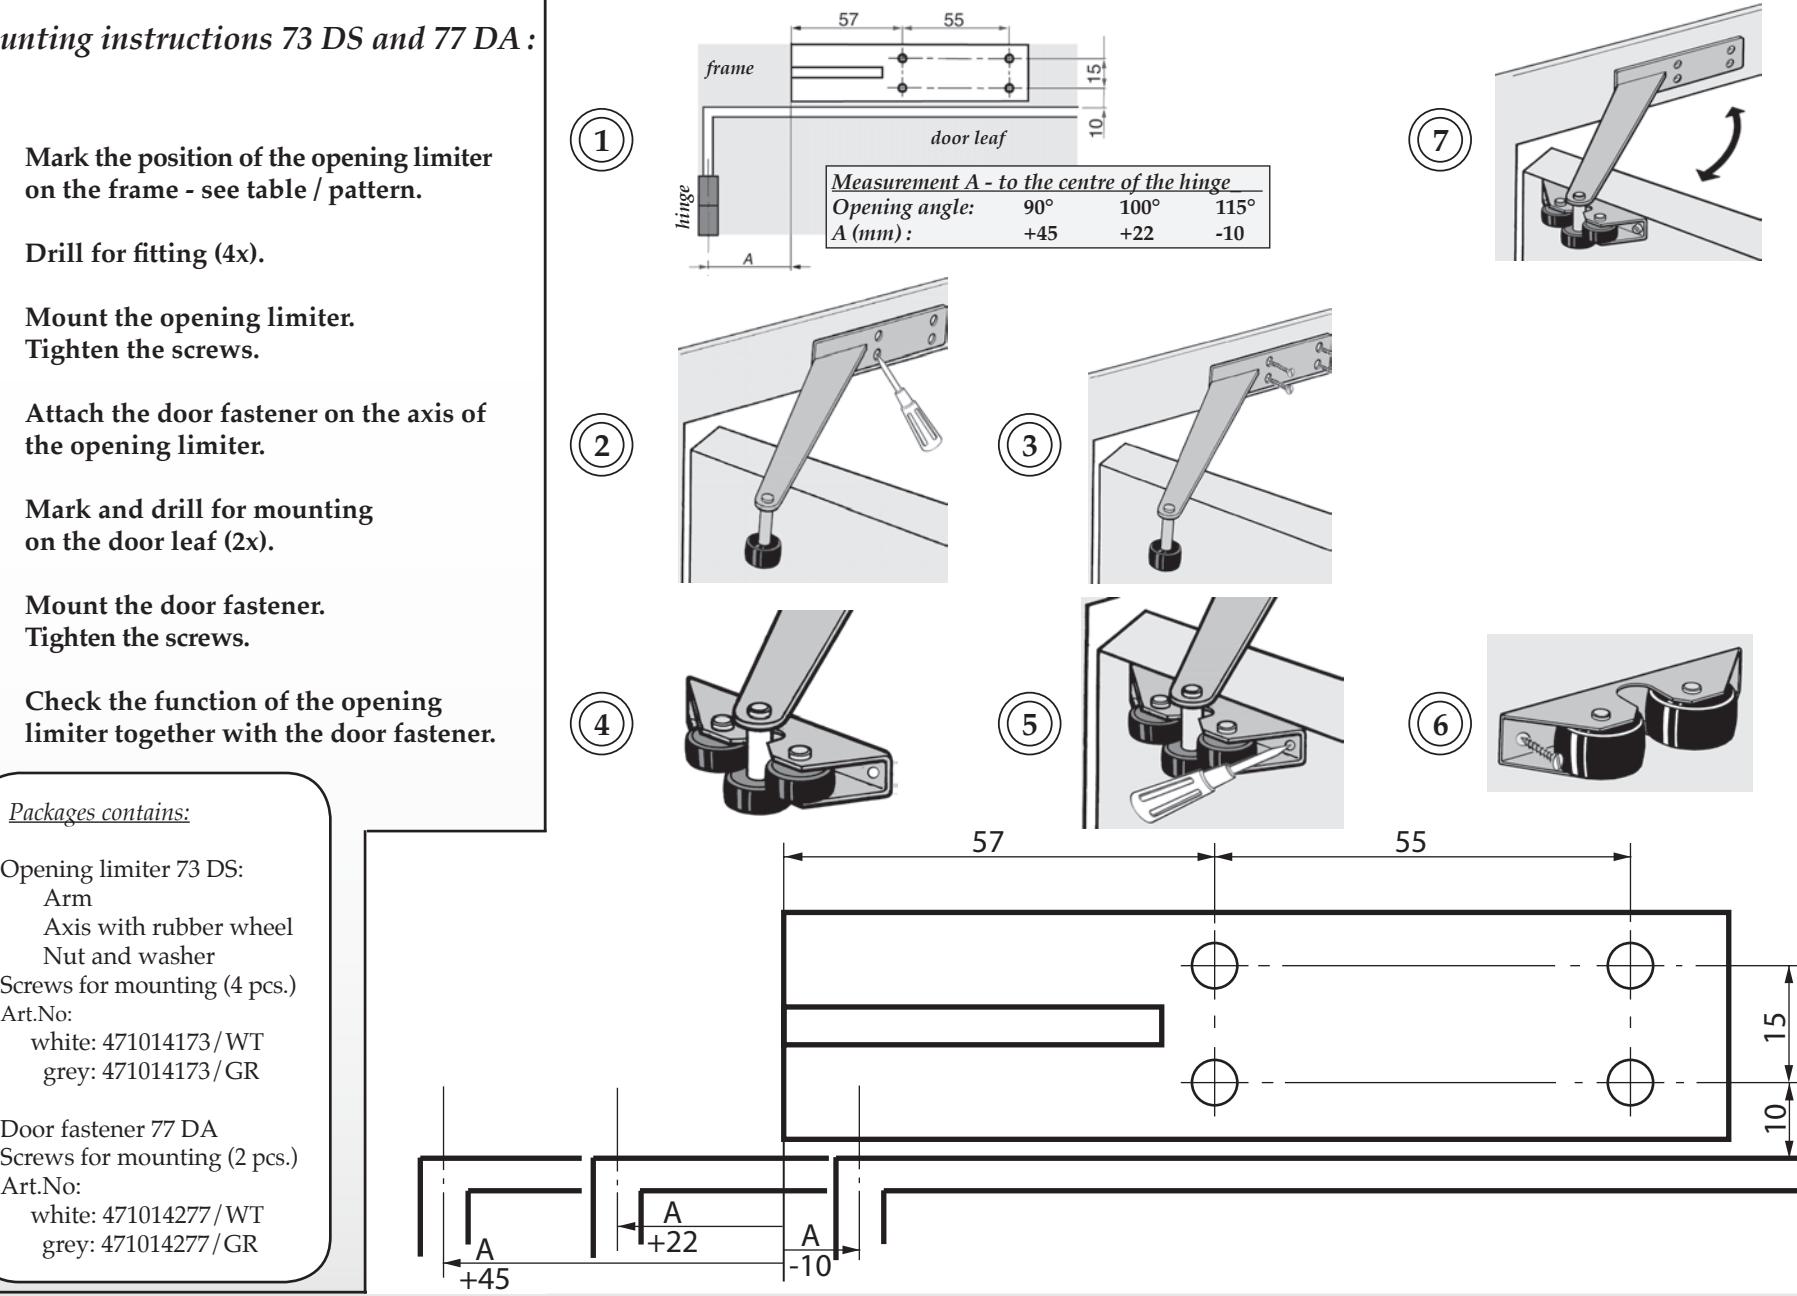 unting instructions 73 DS and 77 DA :
Mark the position of the opening limiter
on the frame - see table / pattern.
Drill for fitting (4x).
Mount the opening limiter.
Tighten the screws.
Attach the door fastener on the axis of
the opening limiter.
Mark and drill for mounting
on the door leaf (2x).
Mount the door fastener.
Tighten the screws.
Check the function of the opening
limiter together with the door fastener.
Packages contains:
Opening limiter 73 DS:
Arm
Axis with rubber wheel
Nut and washer
Screws for mounting (4 pcs.)
Art.No:
white: 471014173/WT
grey: 471014173/GR
Door fastener 77 DA
Screws for mounting (2 pcs.)
Art.No:
white: 471014277/WT
grey: 471014277/GR
1
57 55
frame
15
10
door leaf
hinge
A
Measurement A - to the centre of the hinge_
Opening angle: 90° 100° 115°
A (mm) : +45 +22 -10
7
2
3
4
5
6
57 55
15
10
A
+22
A
-10
A
+45